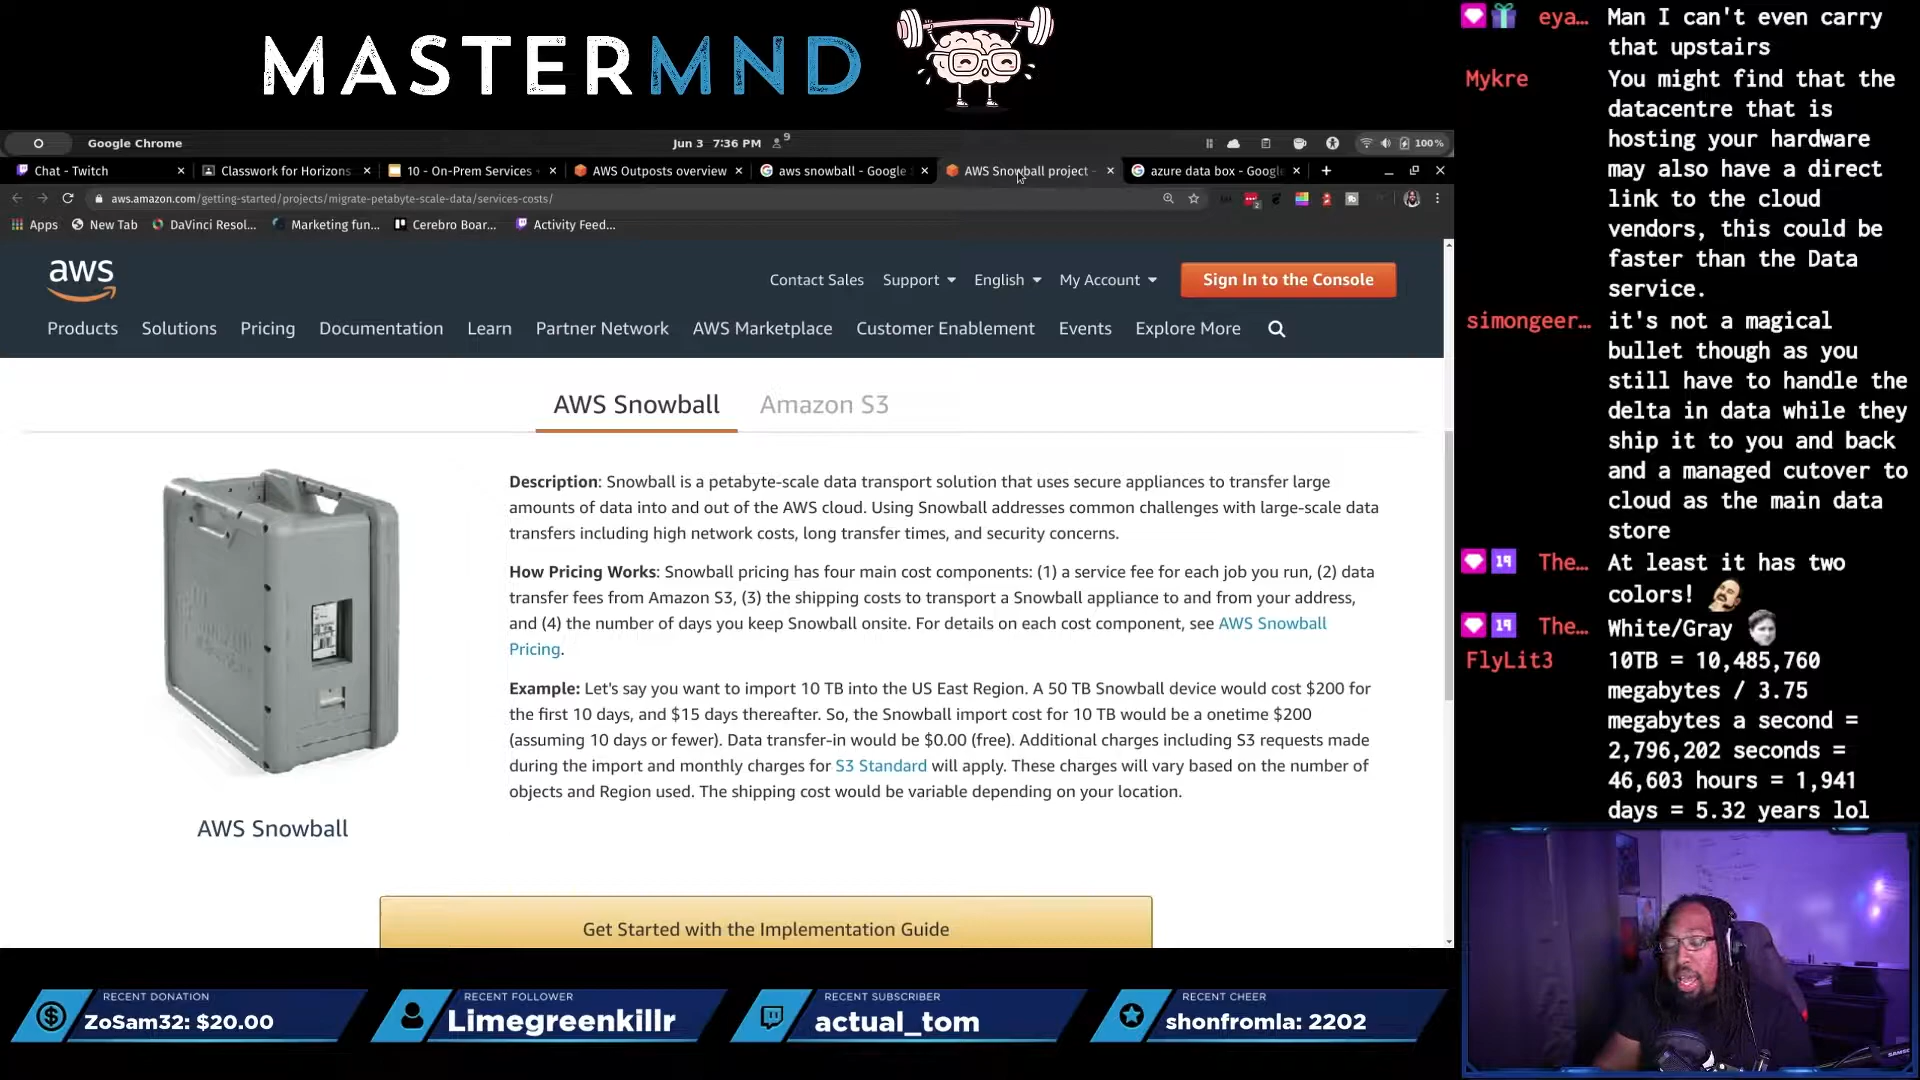 MASTERMND
Google Chrome
Jun 3 7:36 PM
9
100%
Chat - Twitch
Classwork for Horizons
10 - On-Prem Services
AWS Outposts overview
aws snowball - Google
AWS Snowball project -
azure data box - Google
aws.amazon.com/getting-started/projects/migrate-petabyte-scale-data/services-costs/
Apps
New Tab
DaVinci Resol...
Marketing fun...
Cerebro Boar...
Activity Feed...
aws
Contact Sales
Support
English
My Account
Sign In to the Console
Products
Solutions
Pricing
Documentation
Learn
Partner Network
AWS Marketplace
Customer Enablement
Events
Explore More
AWS Snowball
Amazon S3
Description: Snowball is a petabyte-scale data transport solution that uses secure appliances to transfer large
amounts of data into and out of the AWS cloud. Using Snowball addresses common challenges with large-scale data
transfers including high network costs, long transfer times, and security concerns.
How Pricing Works: Snowball pricing has four main cost components: (1) a service fee for each job you run, (2) data
transfer fees from Amazon S3, (3) the shipping costs to transport a Snowball appliance to and from your address,
and (4) the number of days you keep Snowball onsite. For details on each cost component, see AWS Snowball
Pricing.
Example: Let's say you want to import 10 TB into the US East Region. A 50 TB Snowball device would cost $200 for
the first 10 days, and $15 days thereafter. So, the Snowball import cost for 10 TB would be a onetime $200
(assuming 10 days or fewer). Data transfer-in would be $0.00 (free). Additional charges including S3 requests made
during the import and monthly charges for S3 Standard will apply. These charges will vary based on the number of
objects and Region used. The shipping cost would be variable depending on your location.
AWS Snowball
Get Started with the Implementation Guide
eya... Man I can't even carry
that upstairs
Mykre You might find that the
datacentre that is
hosting your hardware
may also have a direct
link to the cloud
vendors, this could be
faster than the Data
service.
simongeer... it's not a magical
bullet though as you
still have to handle the
delta in data while they
ship it to you and back
and a managed cutover to
cloud as the main data
store
19 The... At least it has two
colors!
19 The... White/Gray
FlyLit3 10TB = 10,485,760
megabytes / 3.75
megabytes a second =
2,796,202 seconds =
46,603 hours = 1,941
days = 5.32 years lol
RECENT DONATION
ZoSam32: $20.00
RECENT FOLLOWER
Limegreenkillr
RECENT SUBSCRIBER
actual_tom
RECENT CHEER
shonfromla: 2202